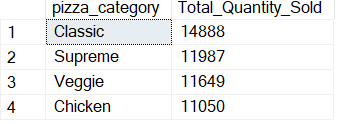 pizza_category Total_Quantity_Sold
1 Classic 14888
2 Supreme 11987
3 Veggie 11649
4 Chicken 11050